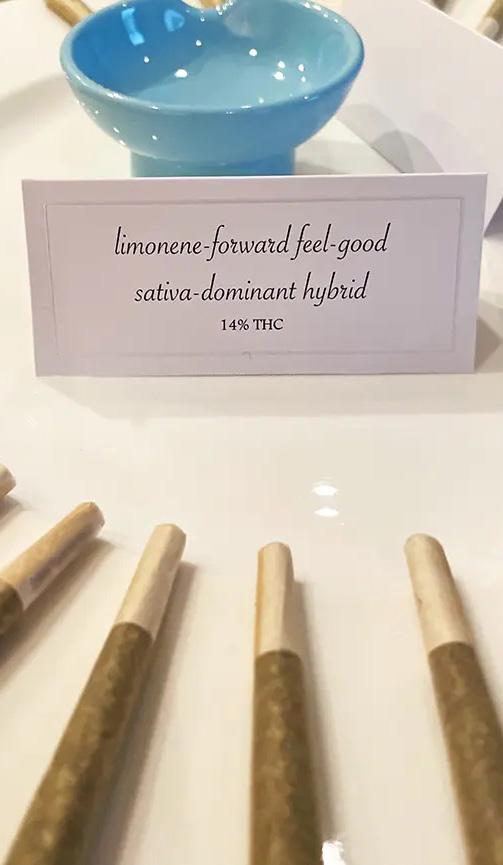 limonene-forward feel-good
sativa-dominant hybrid
14% THC